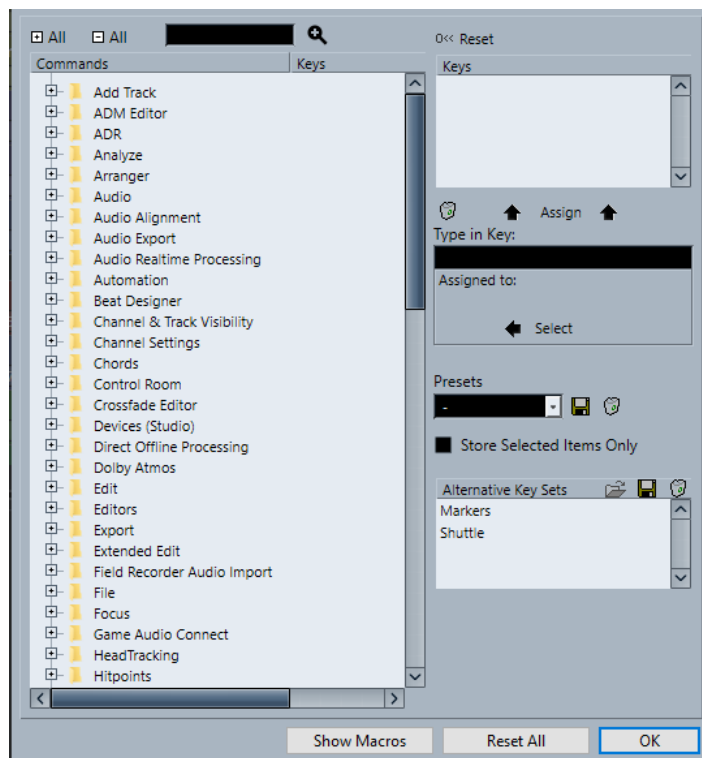 All All
Commands Keys
Add Track
ADM Editor
ADR
Analyze
Arranger
Audio
Audio Alignment
Audio Export
Audio Realtime Processing
Automation
Beat Designer
Channel & Track Visibility
Channel Settings
Chords
Control Room
Crossfade Editor
Devices (Studio)
Direct Offline Processing
Dolby Atmos
Edit
Editors
Export
Extended Edit
Field Recorder Audio Import
File
Focus
Game Audio Connect
HeadTracking
Hitpoints
0<< Reset
Keys
Assign
Type in Key:
Assigned to:
Select
Presets
-
Store Selected Items Only
Alternative Key Sets
Markers
Shuttle
Show Macros Reset All OK